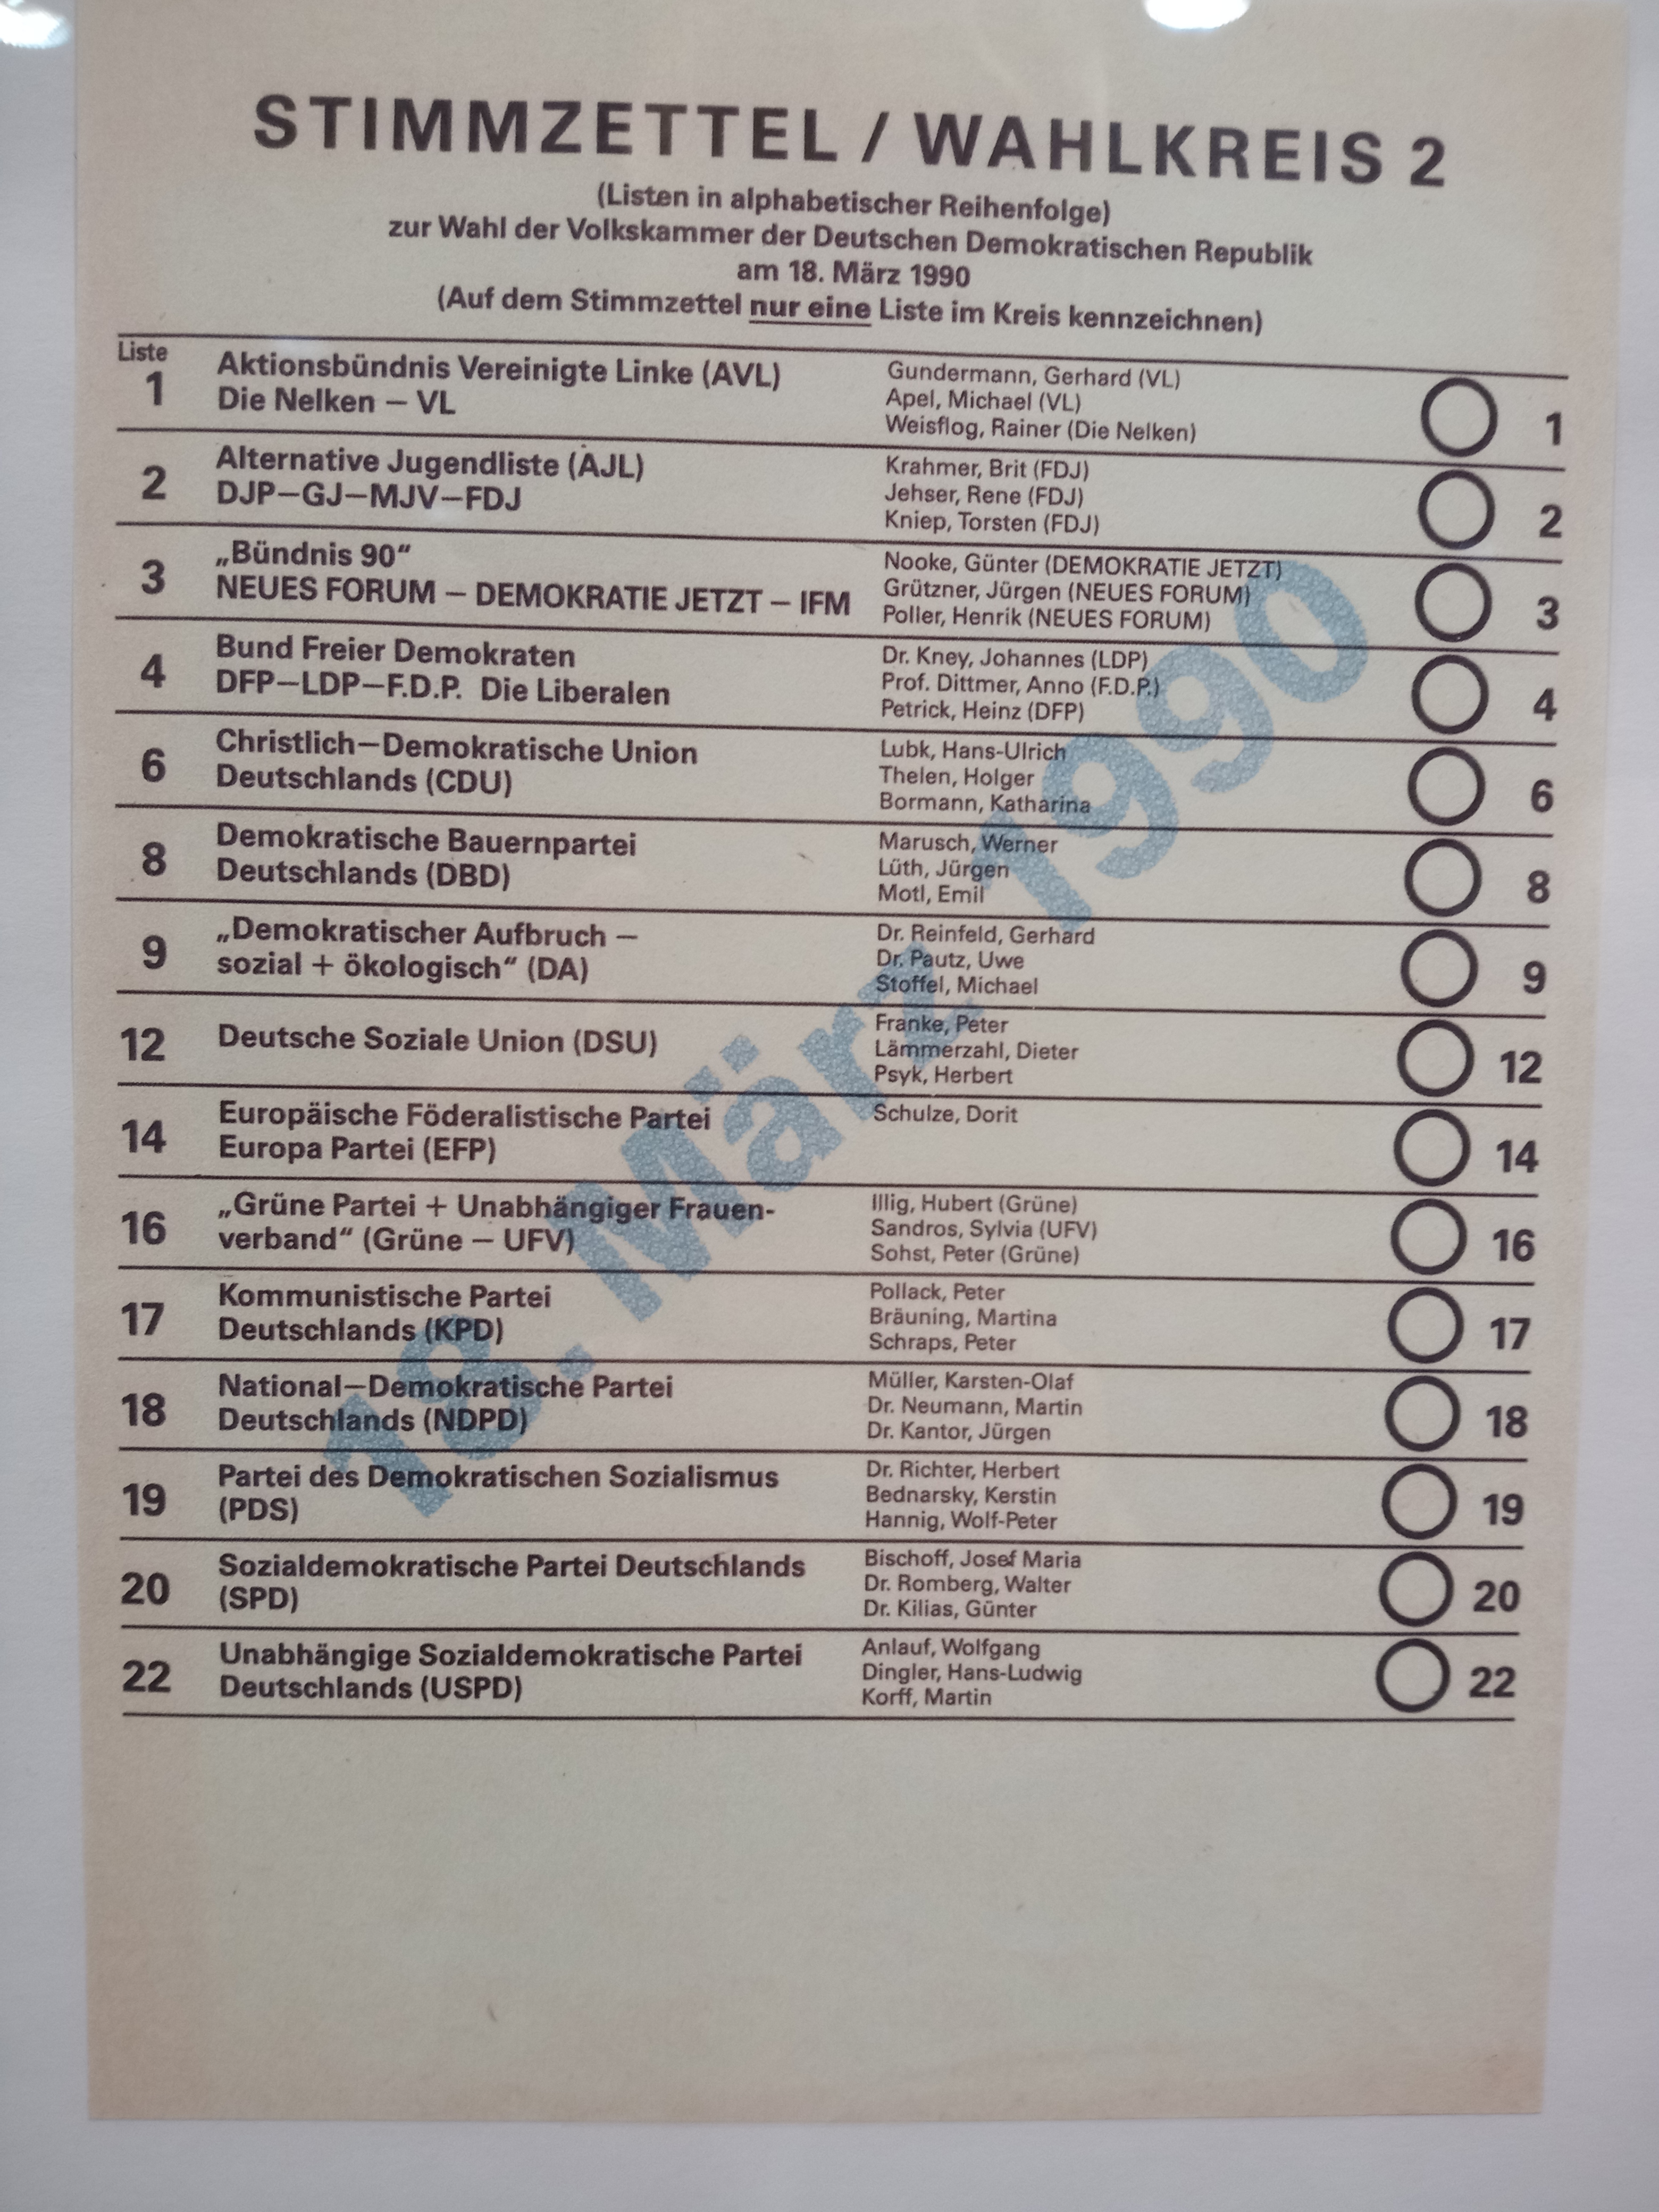 STIMMZETTEL / WAHLKREIS 2
(Listen in alphabetischer Reihenfolge)
zur Wahl der Volkskammer der Deutschen Demokratischen Republik
am 18. März 1990
(Auf dem Stimmzettel nur eine Liste im Kreis kennzeichnen)
Liste
1 Aktionsbündnis Vereinigte Linke (AVL)
Die Nelken – VL
Gundermann, Gerhard (VL)
Apel, Michael (VL)
Weisflog, Rainer (Die Nelken)
1
2 Alternative Jugendliste (AJL)
DJP–GJ–MJV–FDJ
Krahmer, Brit (FDJ)
Jehser, Rene (FDJ)
Kniep, Torsten (FDJ)
2
3 „Bündnis 90“
NEUES FORUM – DEMOKRATIE JETZT – IFM
Nooke, Günter (DEMOKRATIE JETZT)
Grützner, Jürgen (NEUES FORUM)
Poller, Henrik (NEUES FORUM)
3
4 Bund Freier Demokraten
DFP–LDP–F.D.P. Die Liberalen
Dr. Kney, Johannes (LDP)
Prof. Dittmer, Anno (F.D.P.)
Petrick, Heinz (DFP)
4
6 Christlich–Demokratische Union
Deutschlands (CDU)
Lubk, Hans-Ulrich
Thelen, Holger
Bormann, Katharina
6
8 Demokratische Bauernpartei
Deutschlands (DBD)
Marusch, Werner
Lüth, Jürgen
Motl, Emil
8
9 „Demokratischer Aufbruch –
sozial + ökologisch“ (DA)
Dr. Reinfeld, Gerhard
Dr. Pautz, Uwe
Stoffel, Michael
9
12 Deutsche Soziale Union (DSU)
Franke, Peter
Lämmerzahl, Dieter
Psyk, Herbert
12
14 Europäische Föderalistische Partei
Europa Partei (EFP)
Schulze, Dorit
14
16 „Grüne Partei + Unabhängiger Frauen-
verband“ (Grüne – UFV)
Illig, Hubert (Grüne)
Sandros, Sylvia (UFV)
Sohst, Peter (Grüne)
16
17 Kommunistische Partei
Deutschlands (KPD)
Pollack, Peter
Bräuning, Martina
Schraps, Peter
17
18 National–Demokratische Partei
Deutschlands (NDPD)
Müller, Karsten-Olaf
Dr. Neumann, Martin
Dr. Kantor, Jürgen
18
19 Partei des Demokratischen Sozialismus
(PDS)
Dr. Richter, Herbert
Bednarsky, Kerstin
Hannig, Wolf-Peter
19
20 Sozialdemokratische Partei Deutschlands
(SPD)
Bischoff, Josef Maria
Dr. Romberg, Walter
Dr. Kilias, Günter
20
22 Unabhängige Sozialdemokratische Partei
Deutschlands (USPD)
Anlauf, Wolfgang
Dingler, Hans-Ludwig
Korff, Martin
22
18. März 1990